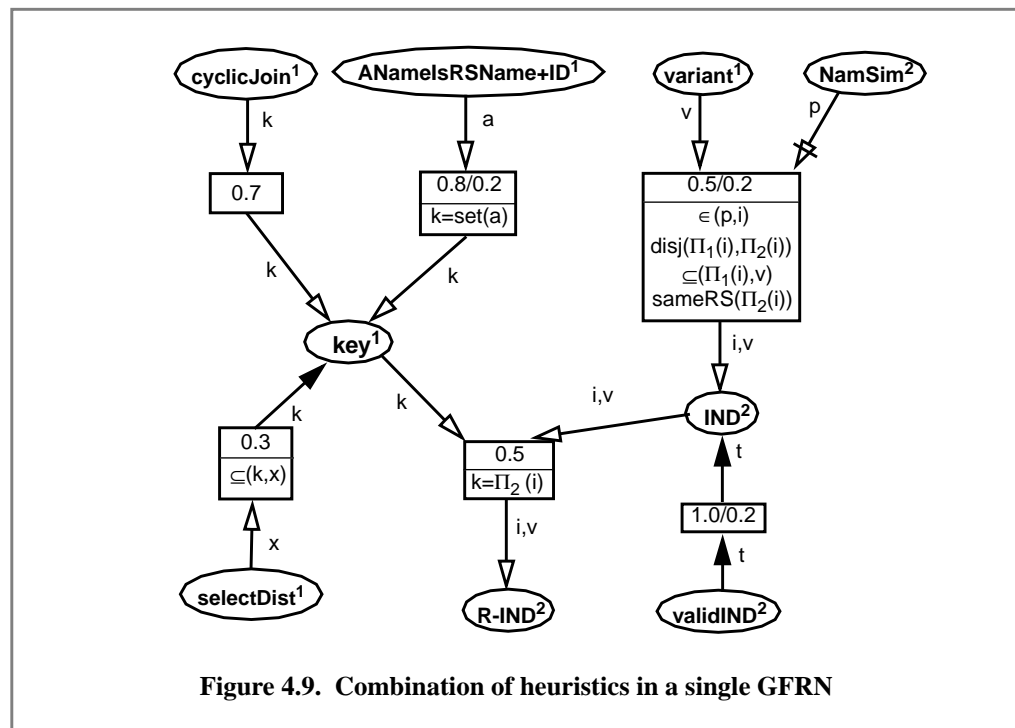 cyclicJoin¹
ANameIsRSName+ID¹
variant¹
NamSim²
k
a
v
p
0.7
0.8/0.2
k=set(a)
0.5/0.2
∈(p,i)
disj(Π₁(i),Π₂(i))
⊆(Π₁(i),v)
sameRS(Π₂(i))
k
k
i,v
key¹
k
k
i,v
IND²
0.3
⊆(k,x)
0.5
k=Π₂ (i)
t
1.0/0.2
x
i,v
t
selectDist¹
R-IND²
validIND²
Figure 4.9. Combination of heuristics in a single GFRN